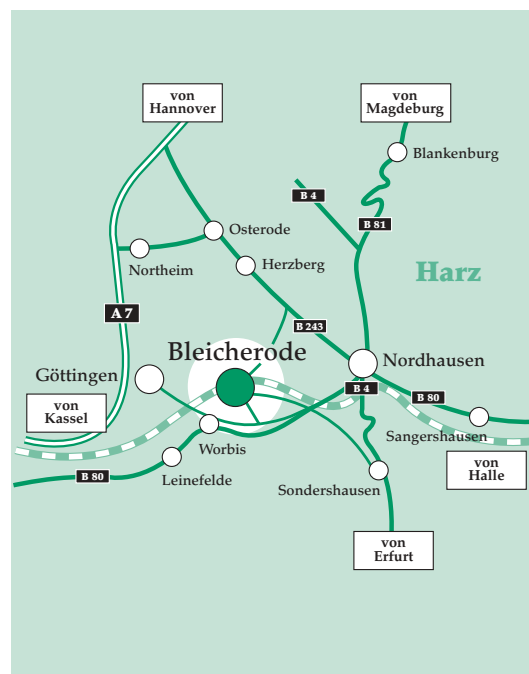 von
Hannover
von
Magdeburg
Blankenburg
B 4
B 81
Osterode
Northeim
Herzberg
Harz
A 7
B 243
Bleicherode
Nordhausen
Göttingen
B 4
B 80
von
Kassel
Worbis
Sangershausen
von
Halle
B 80
Leinefelde
Sondershausen
von
Erfurt